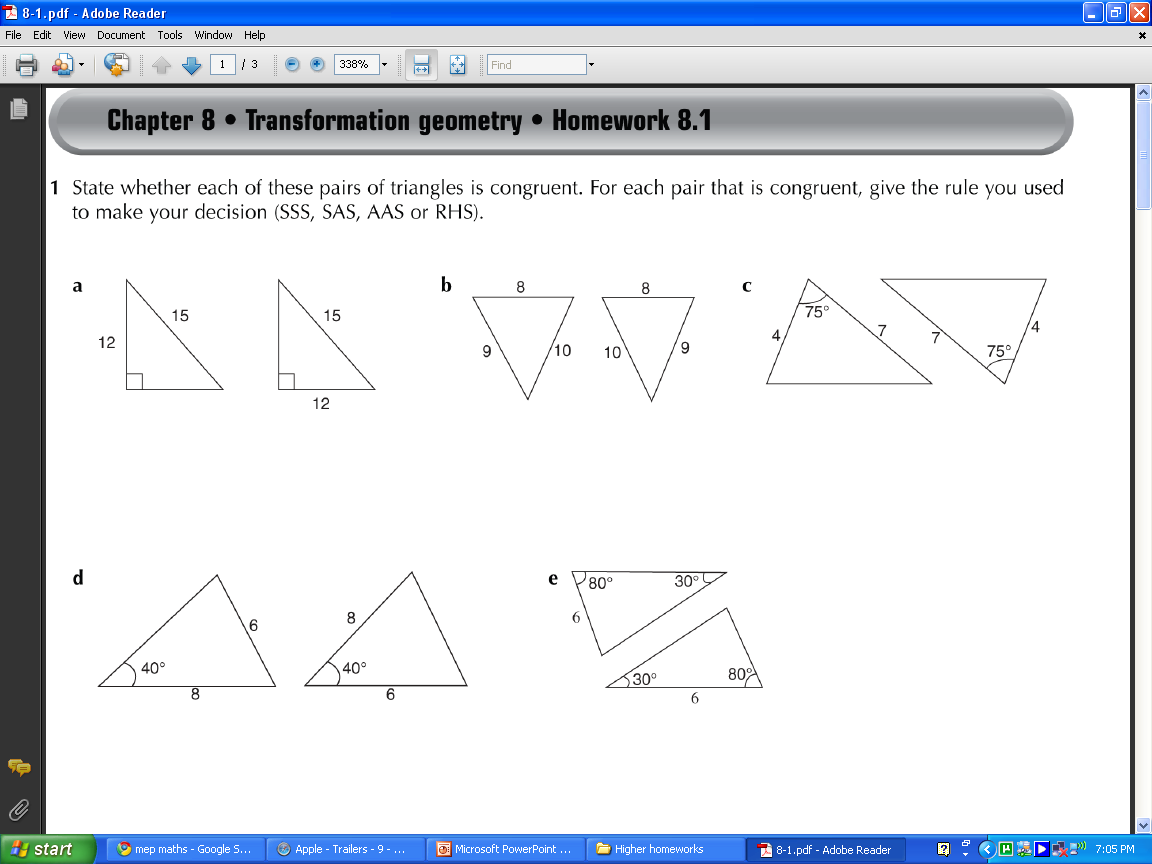 8-1.pdf - Adobe Reader
File Edit View Document Tools Window Help
1 / 3 338% Find
Chapter 8 • Transformation geometry • Homework 8.1
1 State whether each of these pairs of triangles is congruent. For each pair that is congruent, give the rule you used
to make your decision (SSS, SAS, AAS or RHS).
a
12 15
15
12
b
8
9 10
8
10 9
c
75°
4 7
7 4
75°
d
6
40°
8
8
40°
6
e
80° 30°
6
30° 80°
6
start mep maths - Google S... Apple - Trailers - 9 - ... Microsoft PowerPoint ... Higher homeworks 8-1.pdf - Adobe Reader 7:05 PM